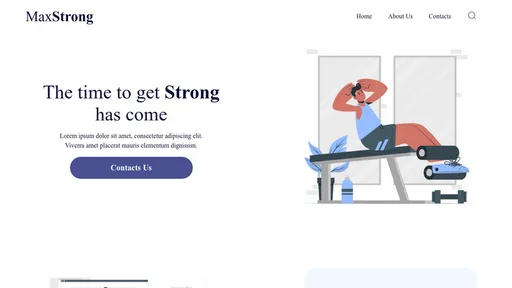 MaxStrong
Home
About Us
Contacts
The time to get Strong
has come
Lorem ipsum dolor sit amet, consectetur adipiscing elit.
Viverra amet placerat mauris elementum dignissim.
Contacts Us